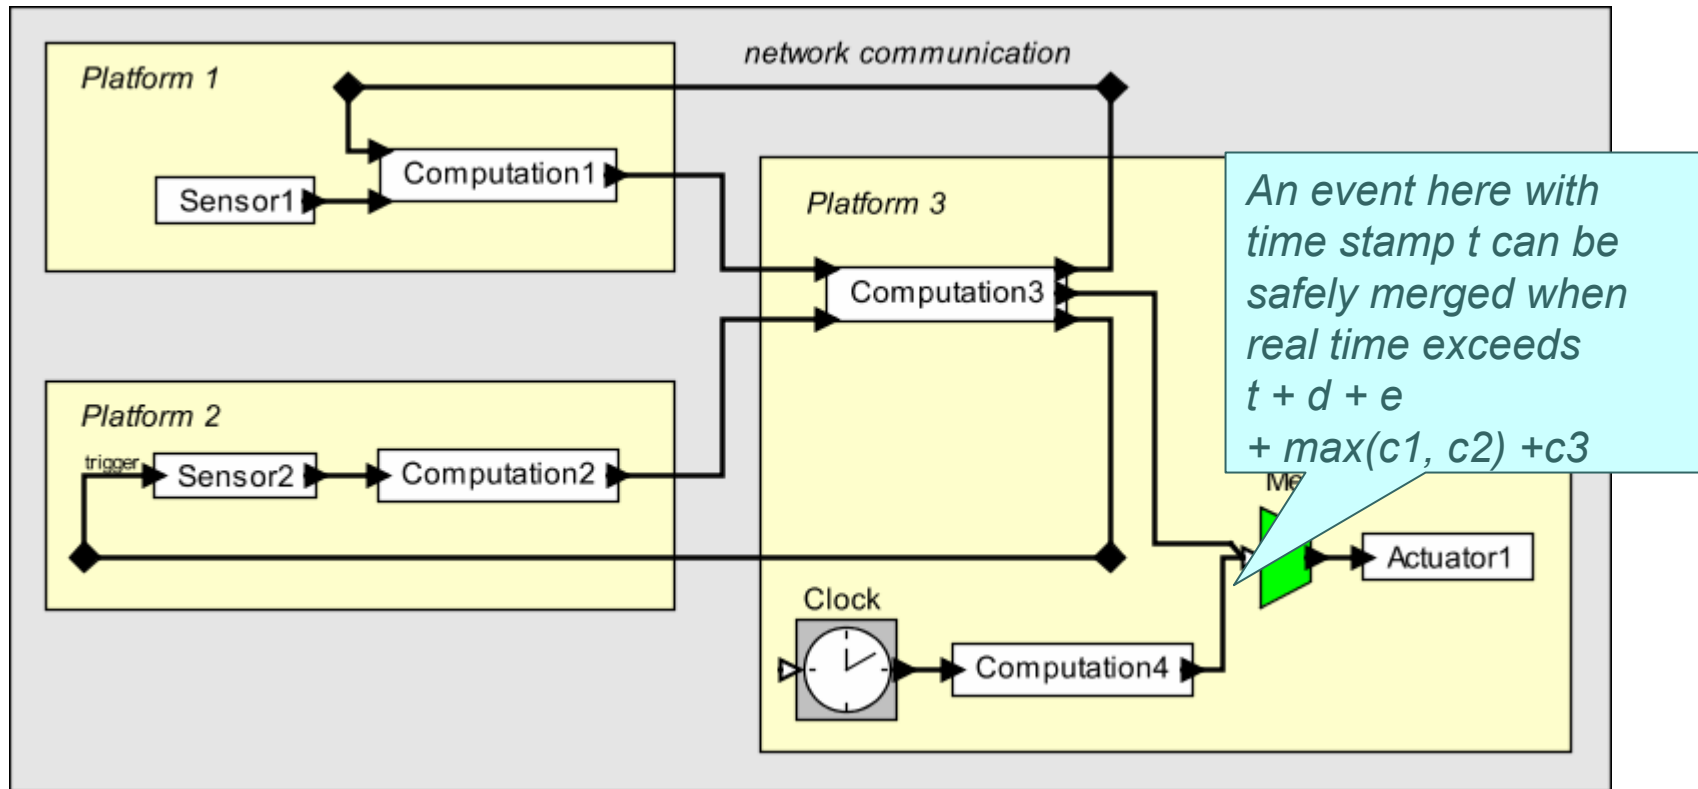 network communication
Platform 1
Computation1
Sensor1
Platform 3
An event here with
time stamp t can be
safely merged when
real time exceeds
t + d + e
+ max(c1, c2) +c3
Computation3
Platform 2
trigger
Sensor2
Computation2
Actuator1
Clock
Computation4